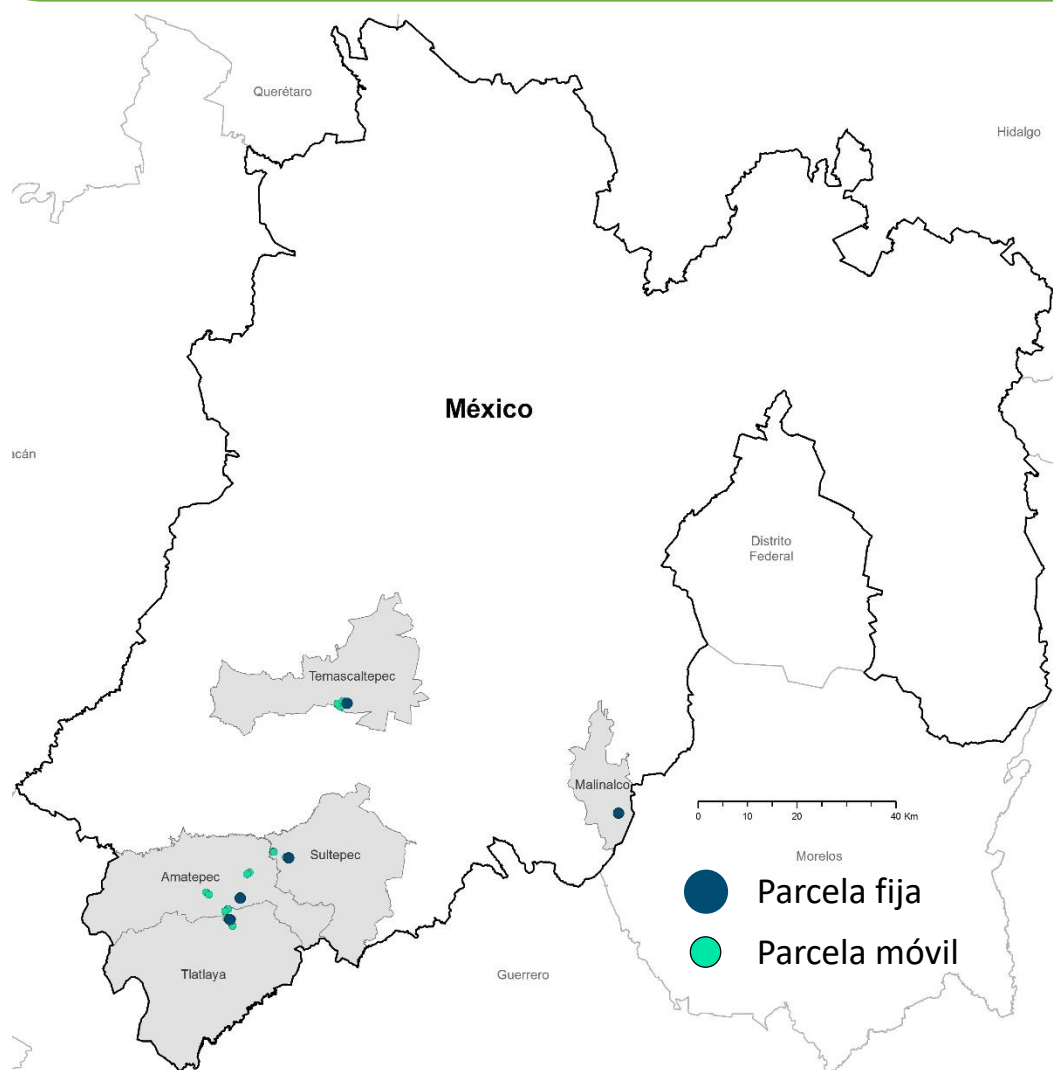 Querétaro
Hidalgo
México
acán
Distrito
Federal
Temascaltepec
Malinalco
0 10 20 40 Km
Sultepec
Morelos
Amatepec
Parcela fija
Parcela móvil
Tlatlaya
Guerrero